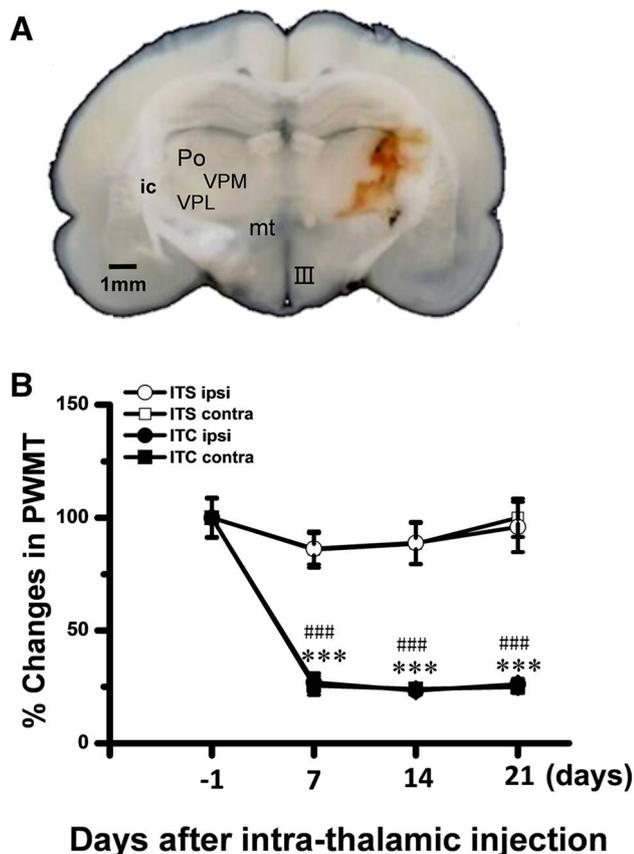 A
Po
ic
VPM
VPL
mt
1mm
III
B
ITS ipsi
ITS contra
ITC ipsi
ITC contra
150
100
50
0
% Changes in PWMT
### ### ###
*** *** ***
-1 7 14 21 (days)
Days after intra-thalamic injection